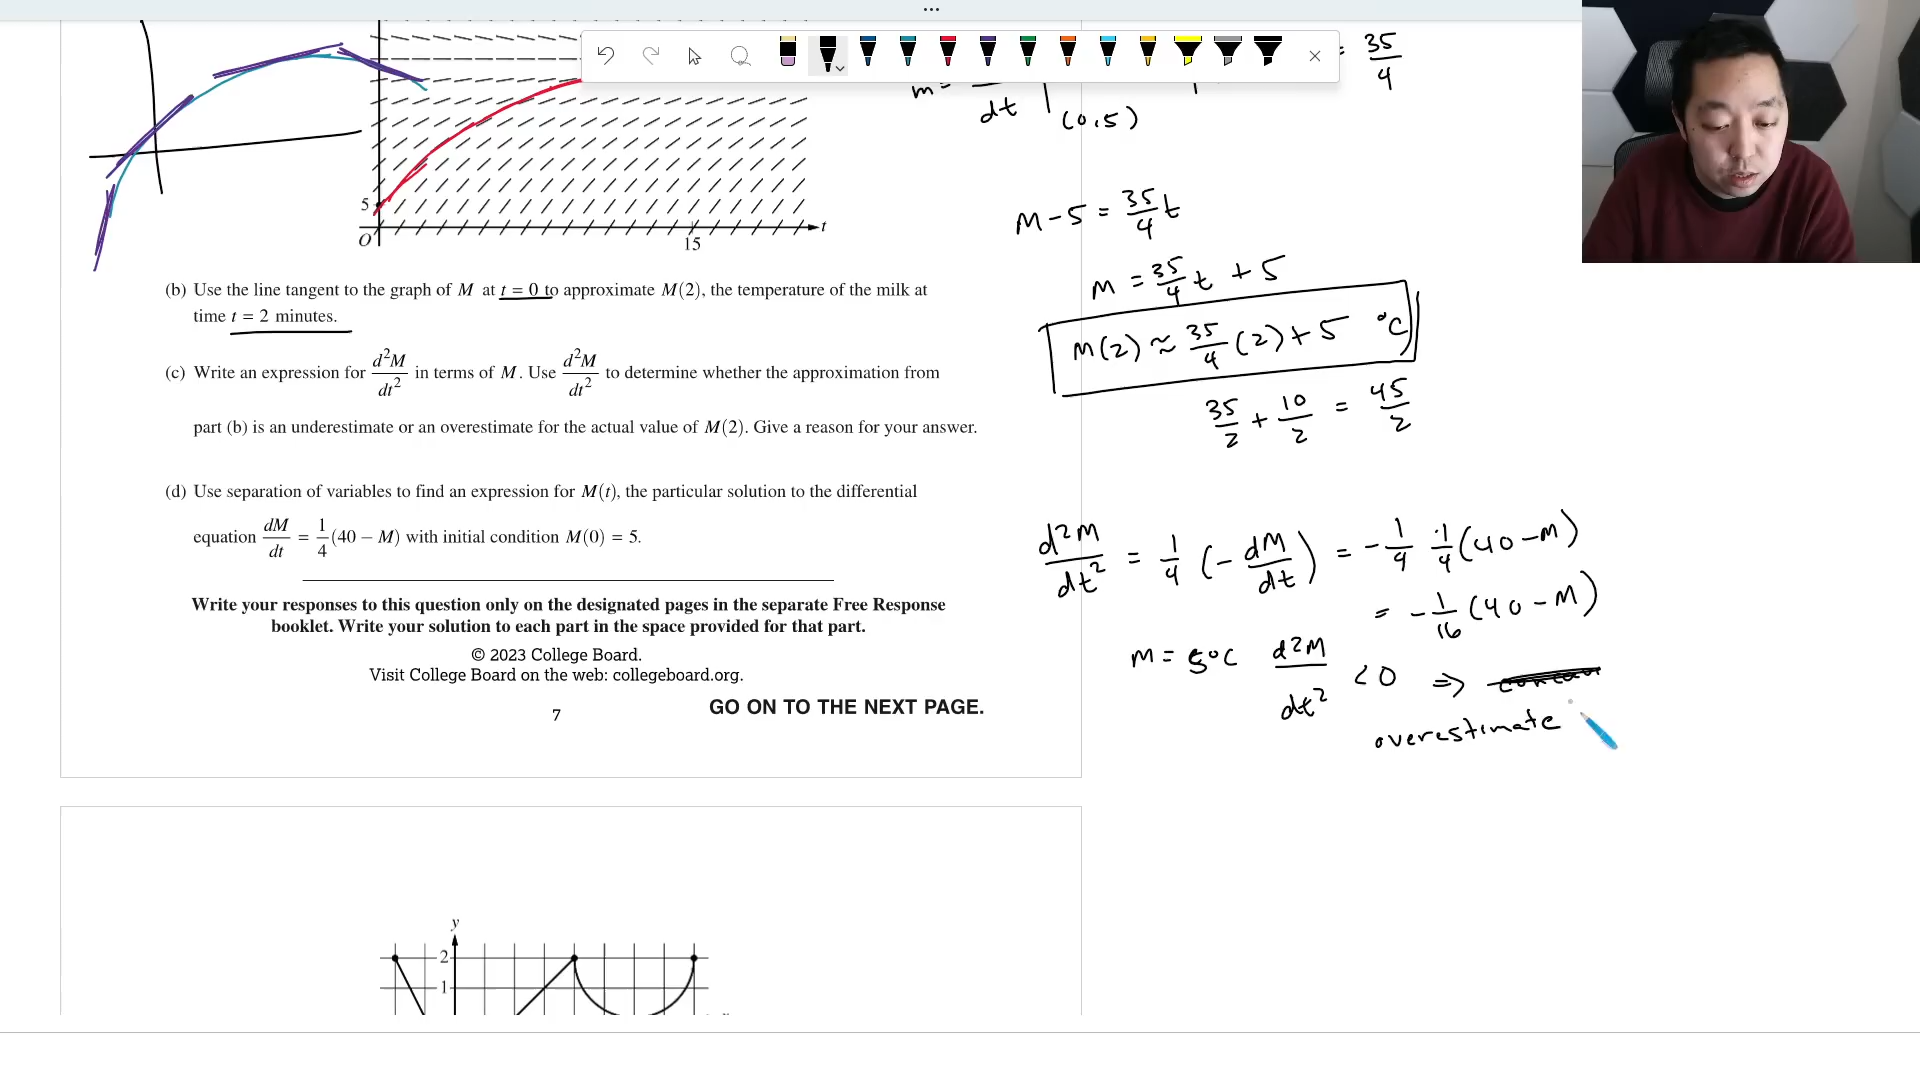 ...
35
4
m=
dt
(0,5)
5
O
15
t
M - 5 = 35/4 t
M = 35/4 t + 5
M(2) ≈ 35/4 (2) + 5 °C
35/2 + 10/2 = 45/2
(b) Use the line tangent to the graph of M at t = 0 to approximate M(2), the temperature of the milk at
time t = 2 minutes.
(c) Write an expression for d²M/dt² in terms of M. Use d²M/dt² to determine whether the approximation from
part (b) is an underestimate or an overestimate for the actual value of M(2). Give a reason for your answer.
(d) Use separation of variables to find an expression for M(t), the particular solution to the differential
equation dM/dt = 1/4(40 − M) with initial condition M(0) = 5.
Write your responses to this question only on the designated pages in the separate Free Response
booklet. Write your solution to each part in the space provided for that part.
© 2023 College Board.
Visit College Board on the web: collegeboard.org.
GO ON TO THE NEXT PAGE.
7
d²M/dt² = 1/4 (- dM/dt) = - 1/4 · 1/4 (40 - M)
= - 1/16 (40 - M)
M = 5°C d²M/dt² < 0 ⇒
overestimate
y
2
1